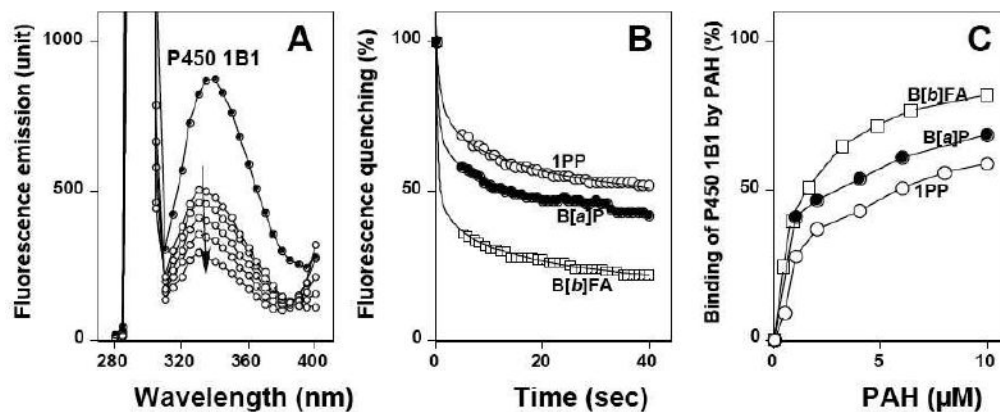 A
P450 1B1
1000
500
0
280
320
360
400
Fluorescence emission (unit)
Wavelength (nm)
B
1PP
B[a]P
B[b]FA
100
50
0
0
20
40
Fluorescence quenching (%)
Time (sec)
C
B[b]FA
B[a]P
1PP
100
50
0
0
5
10
Binding of P450 1B1 by PAH (%)
PAH (μM)